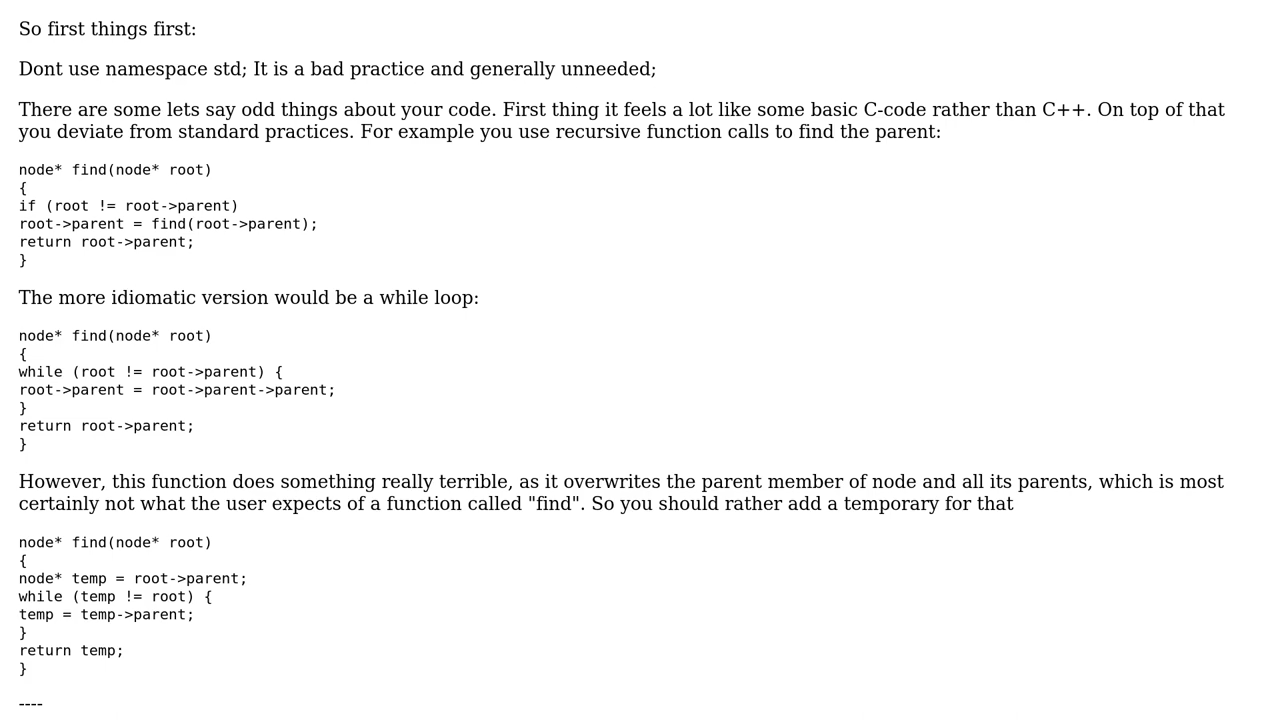 So first things first:
Dont use namespace std; It is a bad practice and generally unneeded;
There are some lets say odd things about your code. First thing it feels a lot like some basic C-code rather than C++. On top of that
you deviate from standard practices. For example you use recursive function calls to find the parent:
node* find(node* root)
{
if (root != root->parent)
root->parent = find(root->parent);
return root->parent;
}
The more idiomatic version would be a while loop:
node* find(node* root)
{
while (root != root->parent) {
root->parent = root->parent->parent;
}
return root->parent;
}
However, this function does something really terrible, as it overwrites the parent member of node and all its parents, which is most
certainly not what the user expects of a function called "find". So you should rather add a temporary for that
node* find(node* root)
{
node* temp = root->parent;
while (temp != root) {
temp = temp->parent;
}
return temp;
}
----